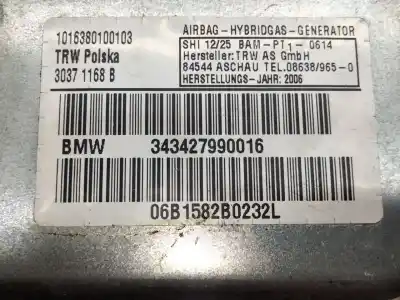 1016380100103
TRW Polska
3037 1168 B
AIRBAG - HYBRIDGAS - GENERATOR
SHI 12/25 BAM - PT1 - 0614
Hersteller:TRW AS GmbH
84544 ASCHAU TEL.08638/965-0
HERSTELLUNGS - JAHR: 2006
BMW 343427990016
06B1582B0232L